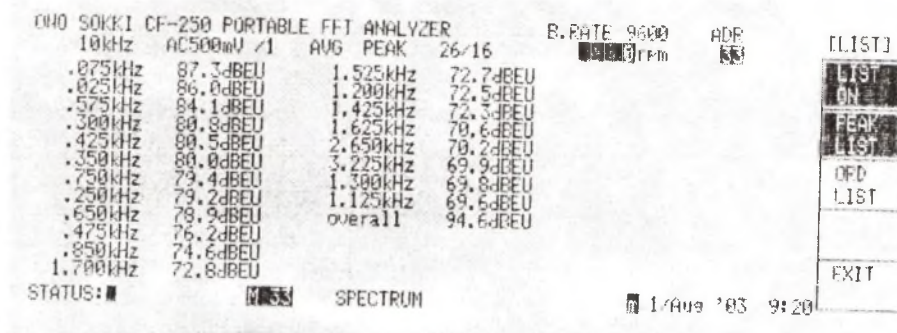 ONO SOKKI CF-250 PORTABLE FFT ANALYZER B.RATE 9600 ADR
10kHz AC500mV /1 AVG PEAK 26/16 rpm 33
.075kHz 87.3dBEU 1.525kHz 72.7dBEU
.025kHz 86.0dBEU 1.200kHz 72.5dBEU
.575kHz 84.1dBEU 1.425kHz 72.3dBEU
.300kHz 80.8dBEU 1.625kHz 70.6dBEU
.425kHz 80.5dBEU 2.650kHz 70.2dBEU
.350kHz 80.0dBEU 3.225kHz 69.9dBEU
.750kHz 79.4dBEU 1.300kHz 69.8dBEU
.250kHz 79.2dBEU 1.125kHz 69.6dBEU
.650kHz 78.9dBEU overall 94.6dBEU
.475kHz 76.2dBEU
.850kHz 74.6dBEU
1.700kHz 72.8dBEU
STATUS: M 33 SPECTRUM m 1/Aug '03 9:20
[LIST]
LIST
ON
PEAK
LIST
ORD
LIST
EXIT